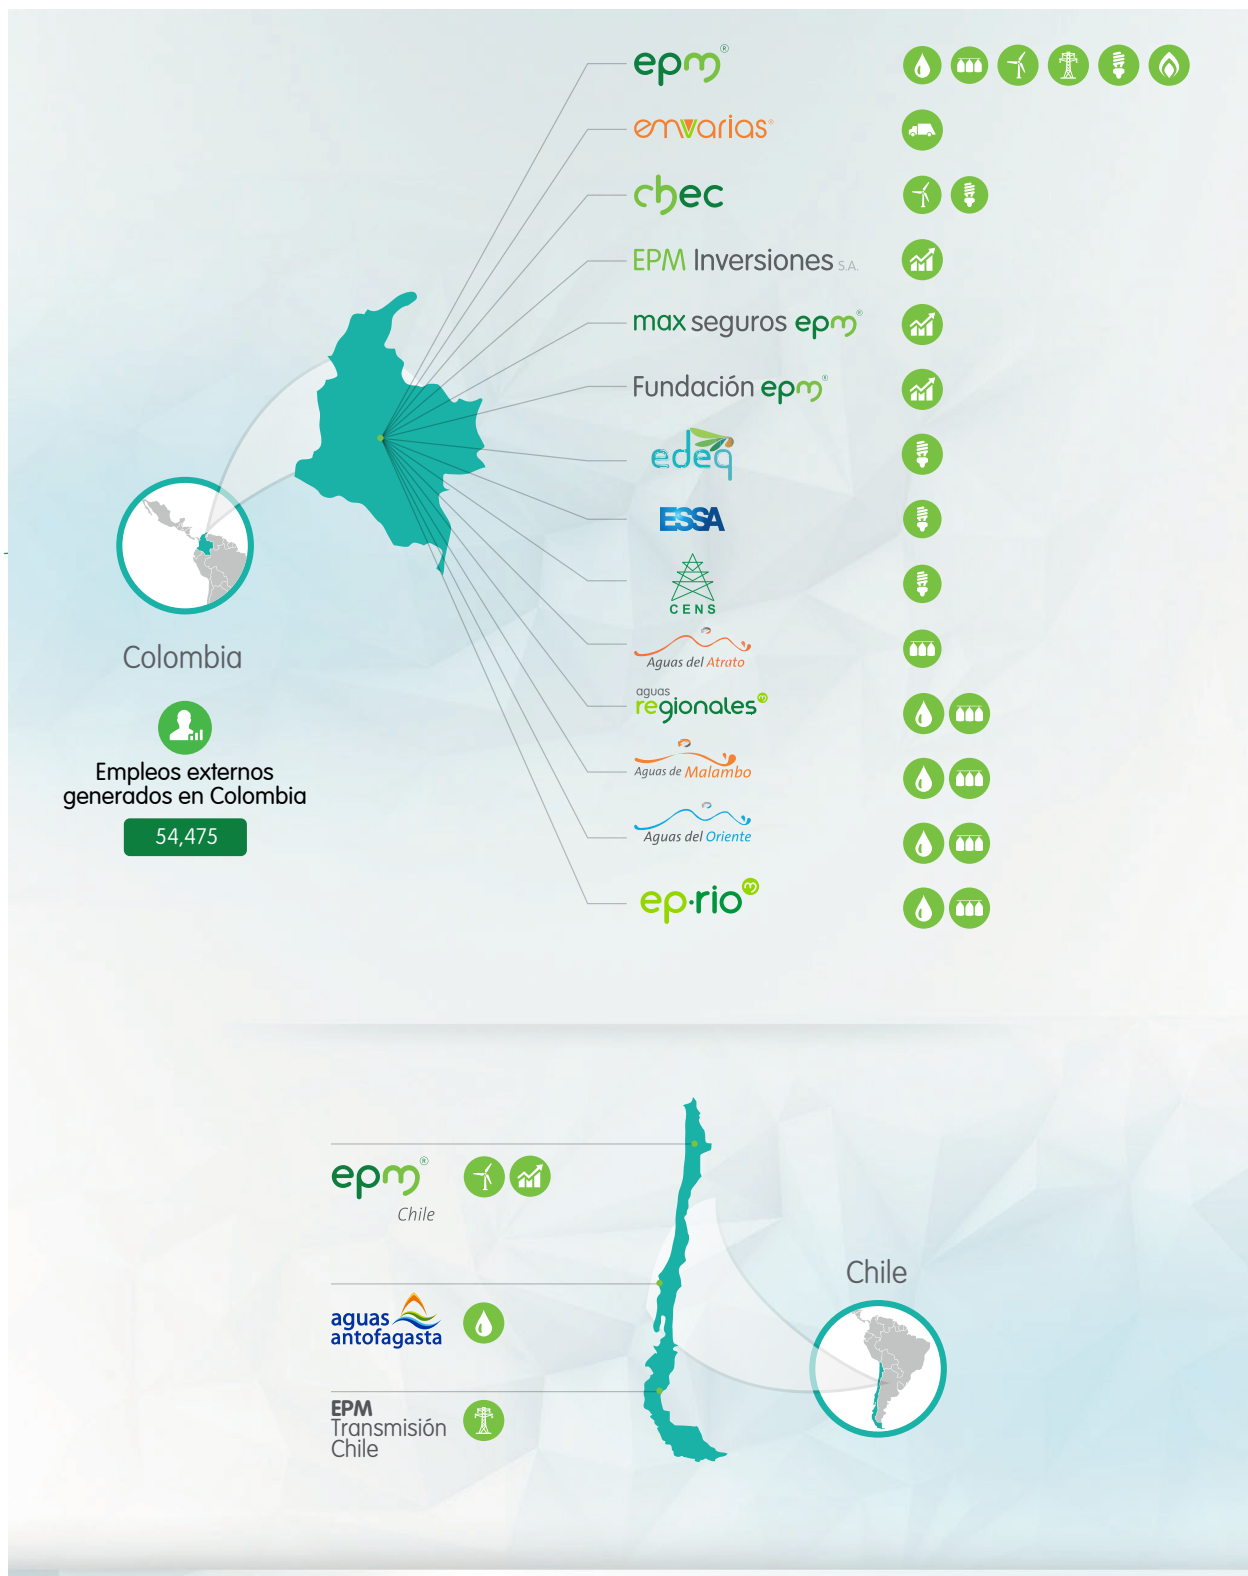 epm®
emvarias®
chec
EPM Inversiones S.A.
max seguros epm®
Fundación epm®
edeq
ESSA
CENS
Aguas del Atrato
aguas
regionales
Aguas de Malambo
Aguas del Oriente
ep·rio
Colombia
Empleos externos
generados en Colombia
54,475
epm®
Chile
aguas
antofagasta
EPM
Transmisión
Chile
Chile